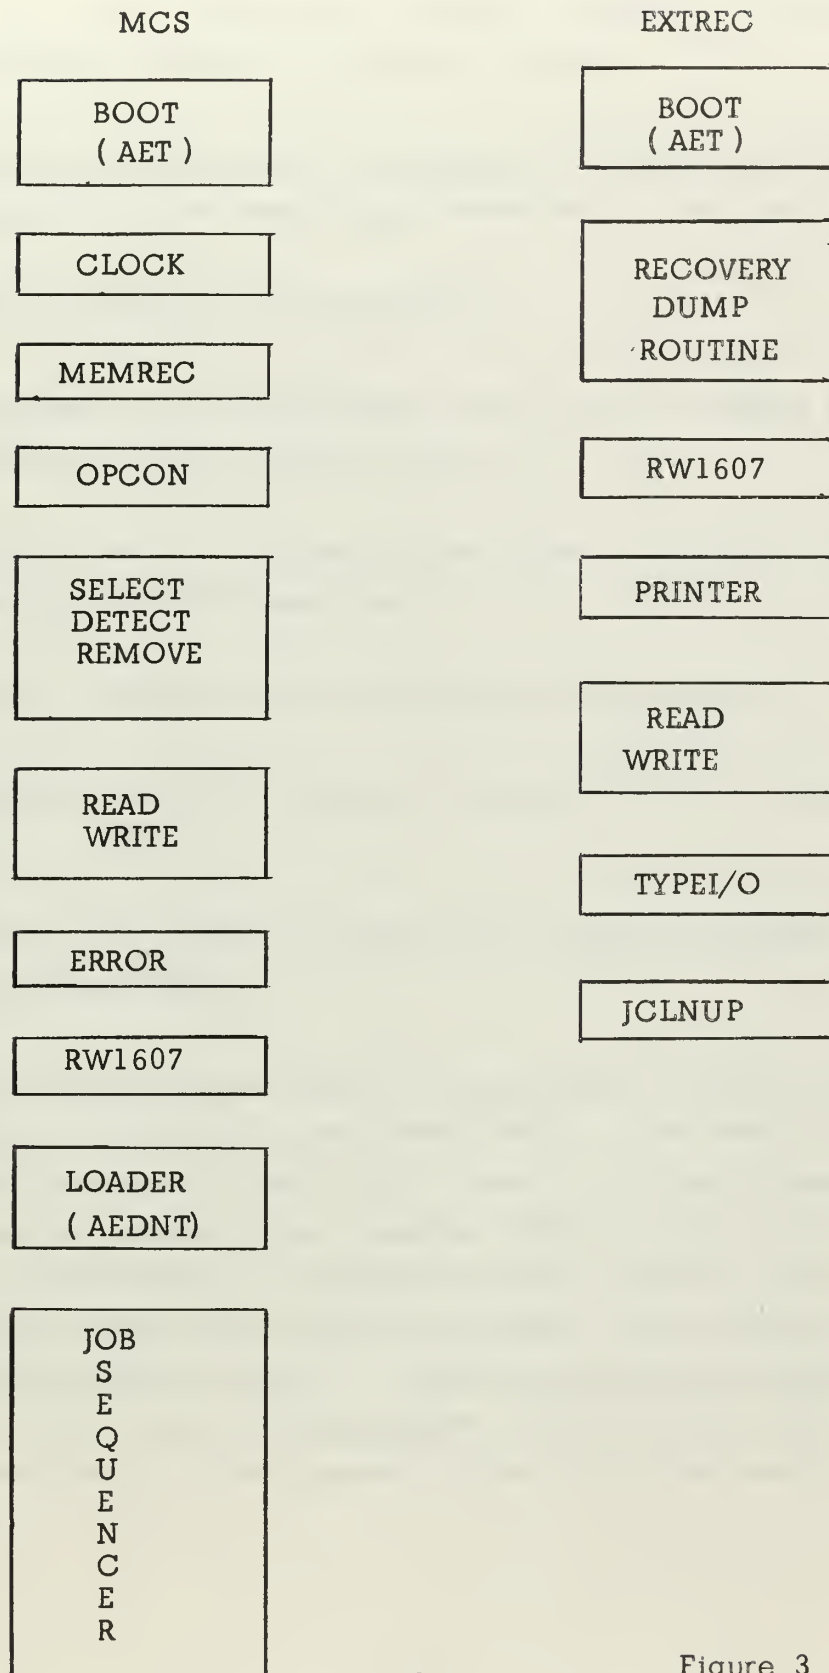 MCS
BOOT
( AET )
CLOCK
MEMREC
OPCON
SELECT
DETECT
REMOVE
READ
WRITE
ERROR
RW1607
LOADER
( AEDNT)
JOB
S
E
Q
U
E
N
C
E
R
EXTREC
BOOT
( AET )
RECOVERY
DUMP
ROUTINE
RW1607
PRINTER
READ
WRITE
TYPEI/O
JCLNUP
Figure 3